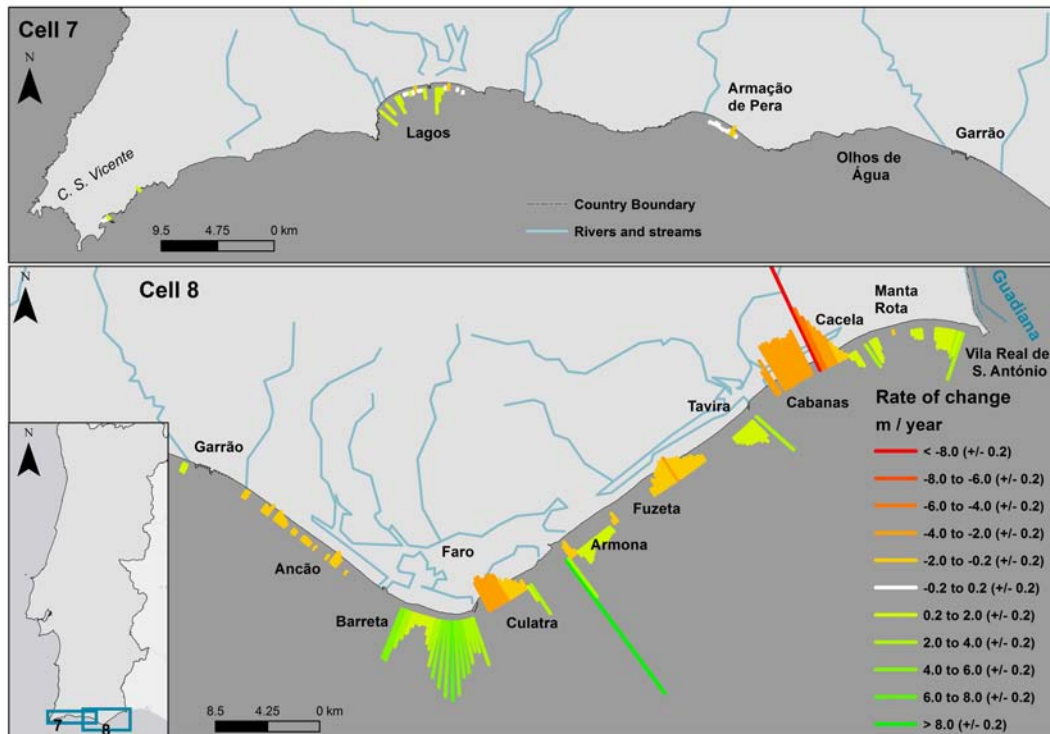 Cell 7
N
Lagos
Armação
de Pera
Garrão
Olhos de
Água
C. S. Vicente
Country Boundary
Rivers and streams
9.5 4.75 0 km
N
Cell 8
Guadiana
Manta
Rota
Cacela
Vila Real de
S. António
Cabanas
Tavira
Garrão
Fuzeta
Armona
Faro
Ancão
Culatra
Barreta
8.5 4.25 0 km
N
7
8
Rate of change
m / year
< -8.0 (+/- 0.2)
-8.0 to -6.0 (+/- 0.2)
-6.0 to -4.0 (+/- 0.2)
-4.0 to -2.0 (+/- 0.2)
-2.0 to -0.2 (+/- 0.2)
-0.2 to 0.2 (+/- 0.2)
0.2 to 2.0 (+/- 0.2)
2.0 to 4.0 (+/- 0.2)
4.0 to 6.0 (+/- 0.2)
6.0 to 8.0 (+/- 0.2)
> 8.0 (+/- 0.2)